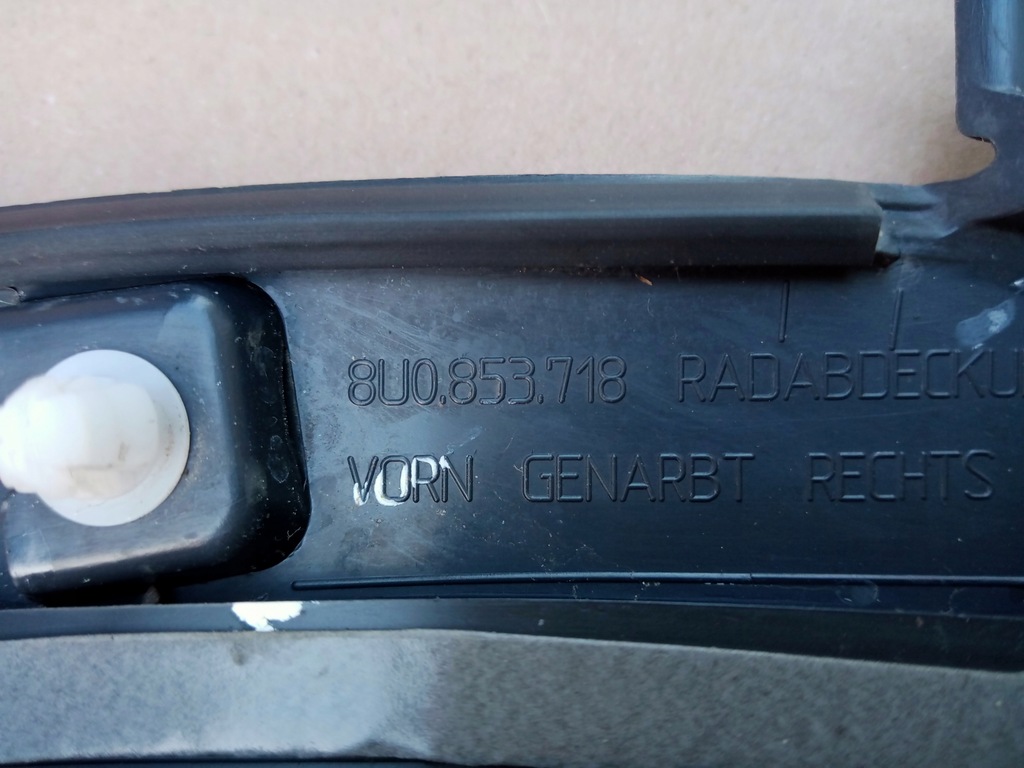 8U0.853.718 RADABDECKU
VORN GENARBT RECHTS